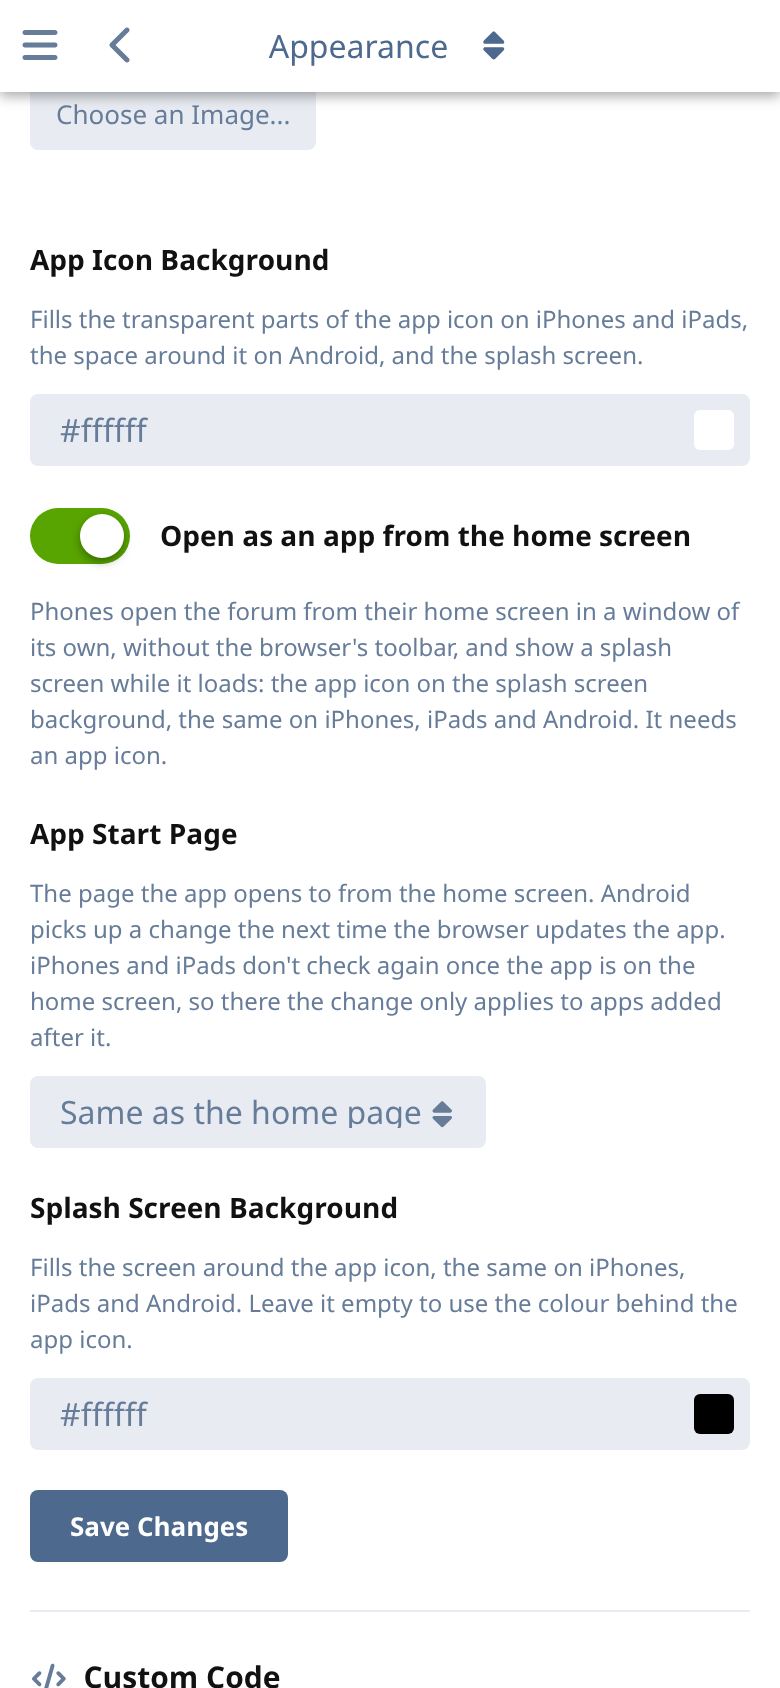 Appearance
Choose an Image...
App Icon Background
Fills the transparent parts of the app icon on iPhones and iPads,
the space around it on Android, and the splash screen.
#ffffff
Open as an app from the home screen
Phones open the forum from their home screen in a window of
its own, without the browser's toolbar, and show a splash
screen while it loads: the app icon on the splash screen
background, the same on iPhones, iPads and Android. It needs
an app icon.
App Start Page
The page the app opens to from the home screen. Android
picks up a change the next time the browser updates the app.
iPhones and iPads don't check again once the app is on the
home screen, so there the change only applies to apps added
after it.
Same as the home page
Splash Screen Background
Fills the screen around the app icon, the same on iPhones,
iPads and Android. Leave it empty to use the colour behind the
app icon.
#ffffff
Save Changes
Custom Code